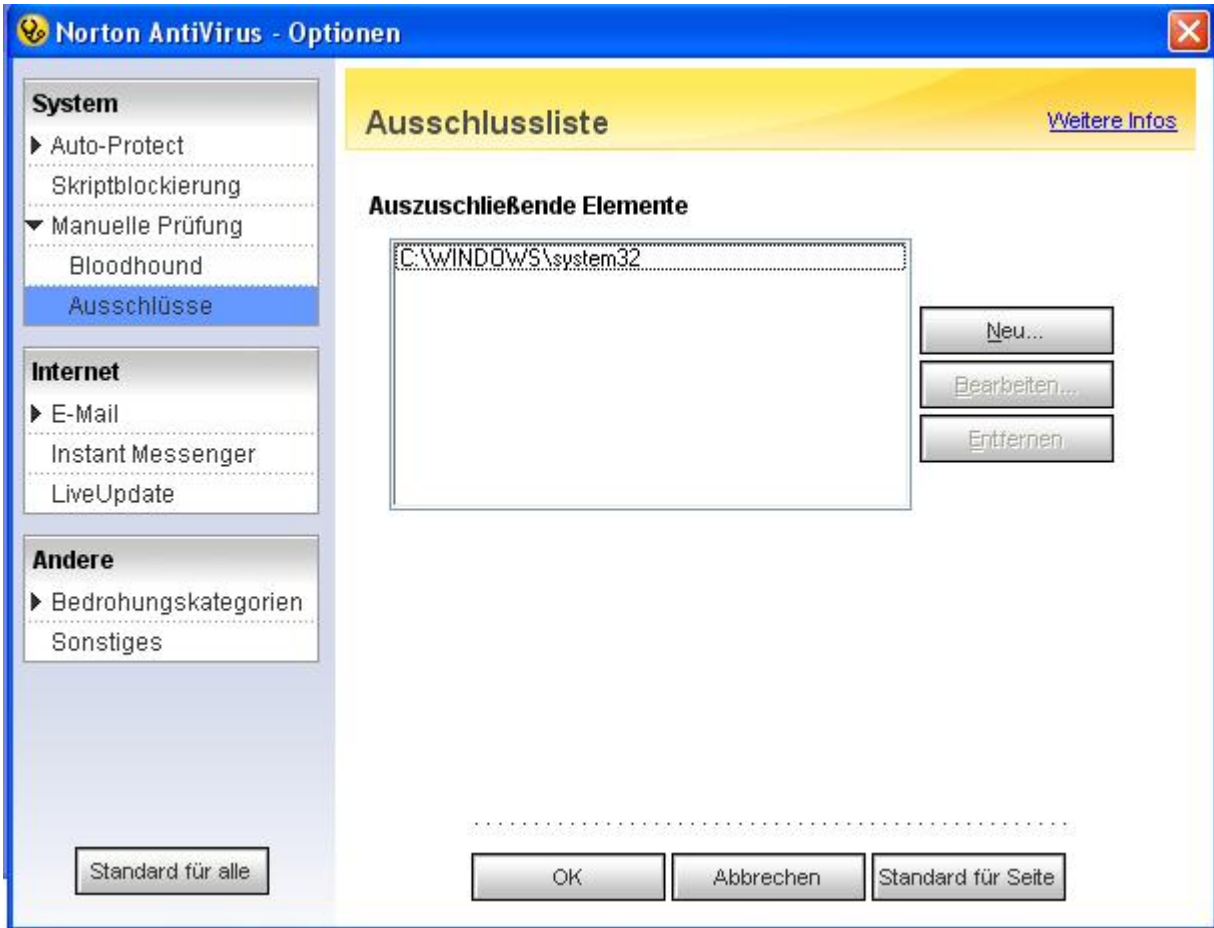 Norton AntiVirus - Optionen
System
Auto-Protect
Skriptblockierung
Manuelle Prüfung
Bloodhound
Ausschlüsse
Internet
E-Mail
Instant Messenger
LiveUpdate
Andere
Bedrohungskategorien
Sonstiges
Standard für alle
Ausschlussliste
Weitere Infos
Auszuschließende Elemente
C:\WINDOWS\system32
Neu...
Bearbeiten...
Entfernen
OK
Abbrechen
Standard für Seite